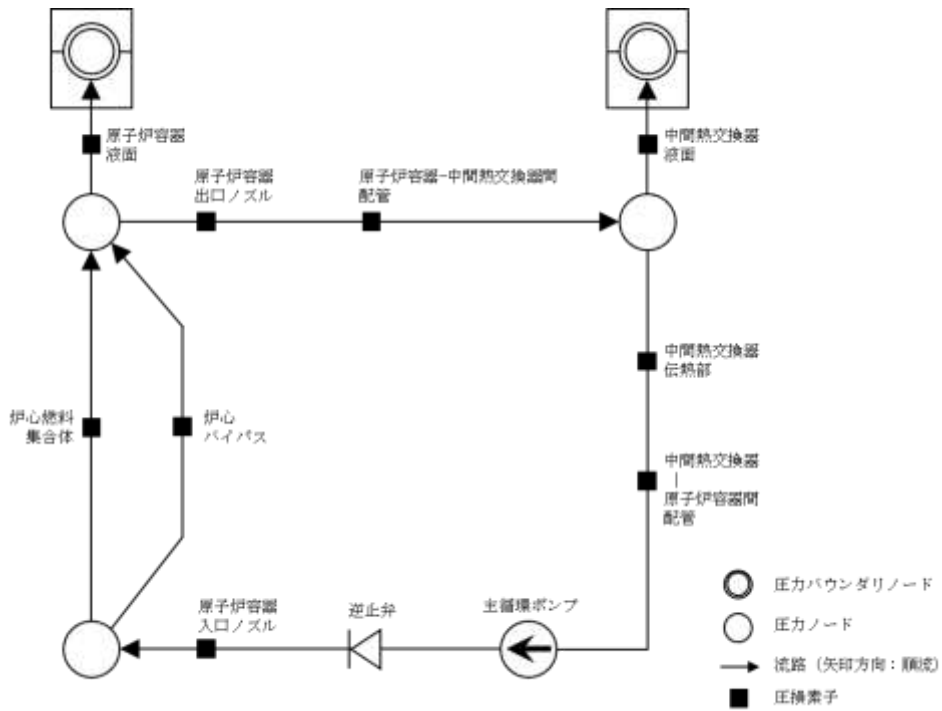 原子炉容器
液面
中間熱交換器
液面
原子炉容器
出口ノズル
原子炉容器-中間熱交換器間
配管
中間熱交換器
伝熱部
炉心燃料
集合体
炉心
バイパス
中間熱交換器
|
原子炉容器間
配管
原子炉容器
入口ノズル
逆止弁
主循環ポンプ
圧力バウンダリノード
圧力ノード
流路(矢印方向:順流)
圧損素子